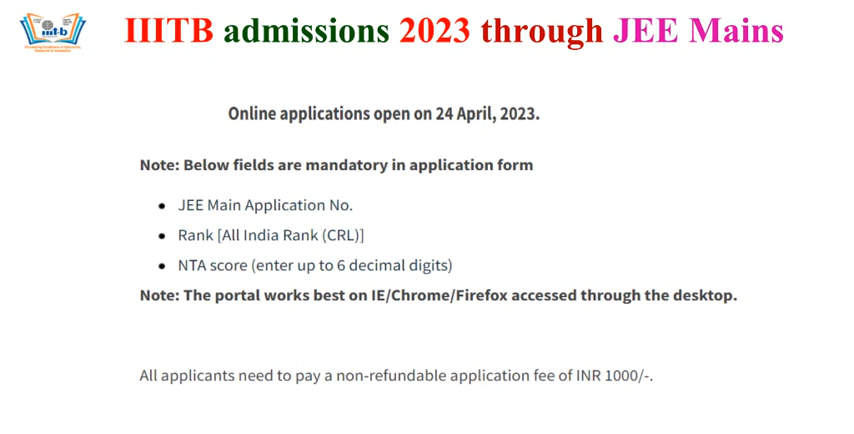 iiit-b
IIITB admissions 2023 through JEE Mains
Online applications open on 24 April, 2023.
Note: Below fields are mandatory in application form
JEE Main Application No.
Rank [All India Rank (CRL)]
NTA score (enter up to 6 decimal digits)
Note: The portal works best on IE/Chrome/Firefox accessed through the desktop.
All applicants need to pay a non-refundable application fee of INR 1000/-.